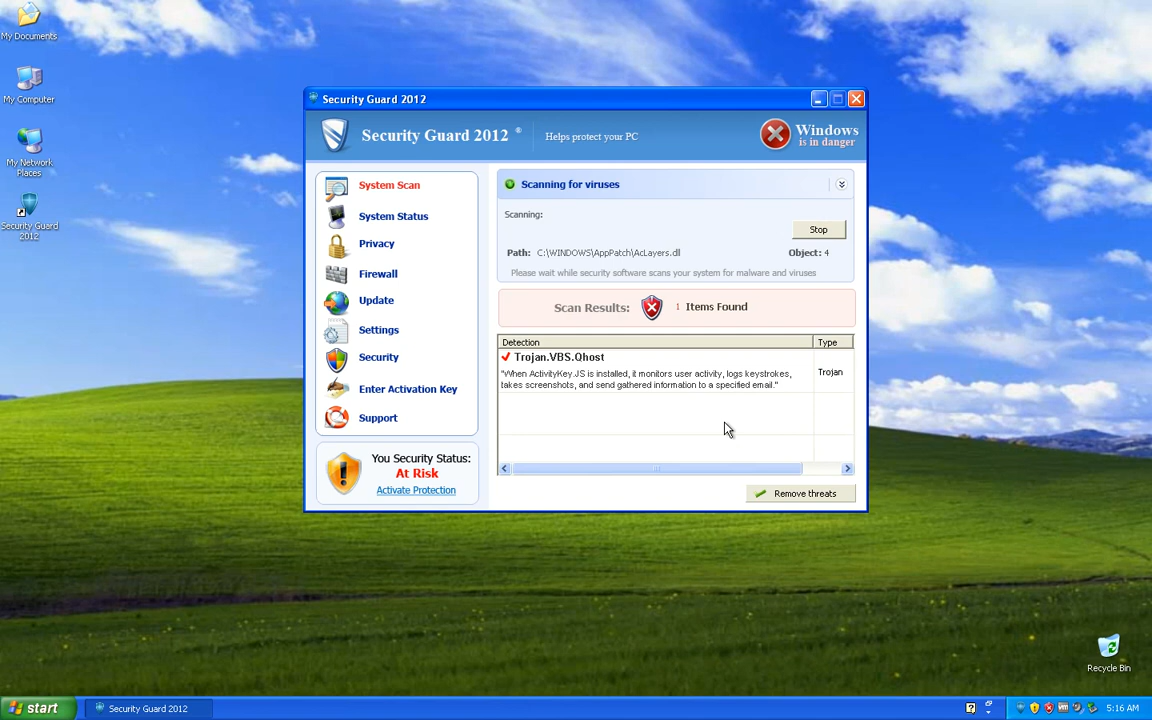 My Documents
My Computer
My Network
Places
Security Guard
2012
Security Guard 2012
Security Guard 2012 ®
Helps protect your PC
Windows
is in danger
System Scan
System Status
Privacy
Firewall
Update
Settings
Security
Enter Activation Key
Support
You Security Status:
At Risk
Activate Protection
Scanning for viruses
Scanning:
Stop
Path: C:\WINDOWS\AppPatch\AcLayers.dll
Object: 4
Please wait while security software scans your system for malware and viruses
Scan Results: 1 Items Found
Detection Type
Trojan.VBS.Qhost
"When ActivityKey.JS is installed, it monitors user activity, logs keystrokes,
takes screenshots, and send gathered information to a specified email."
Trojan
Remove threats
Recycle Bin
start
Security Guard 2012
5:16 AM